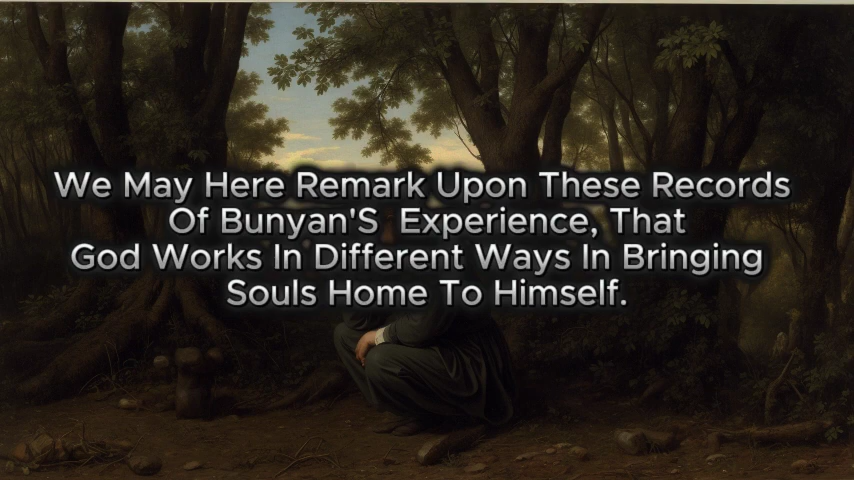 We May Here Remark Upon These Records
Of Bunyan'S  Experience, That
God Works In Different Ways In Bringing
Souls Home To Himself.